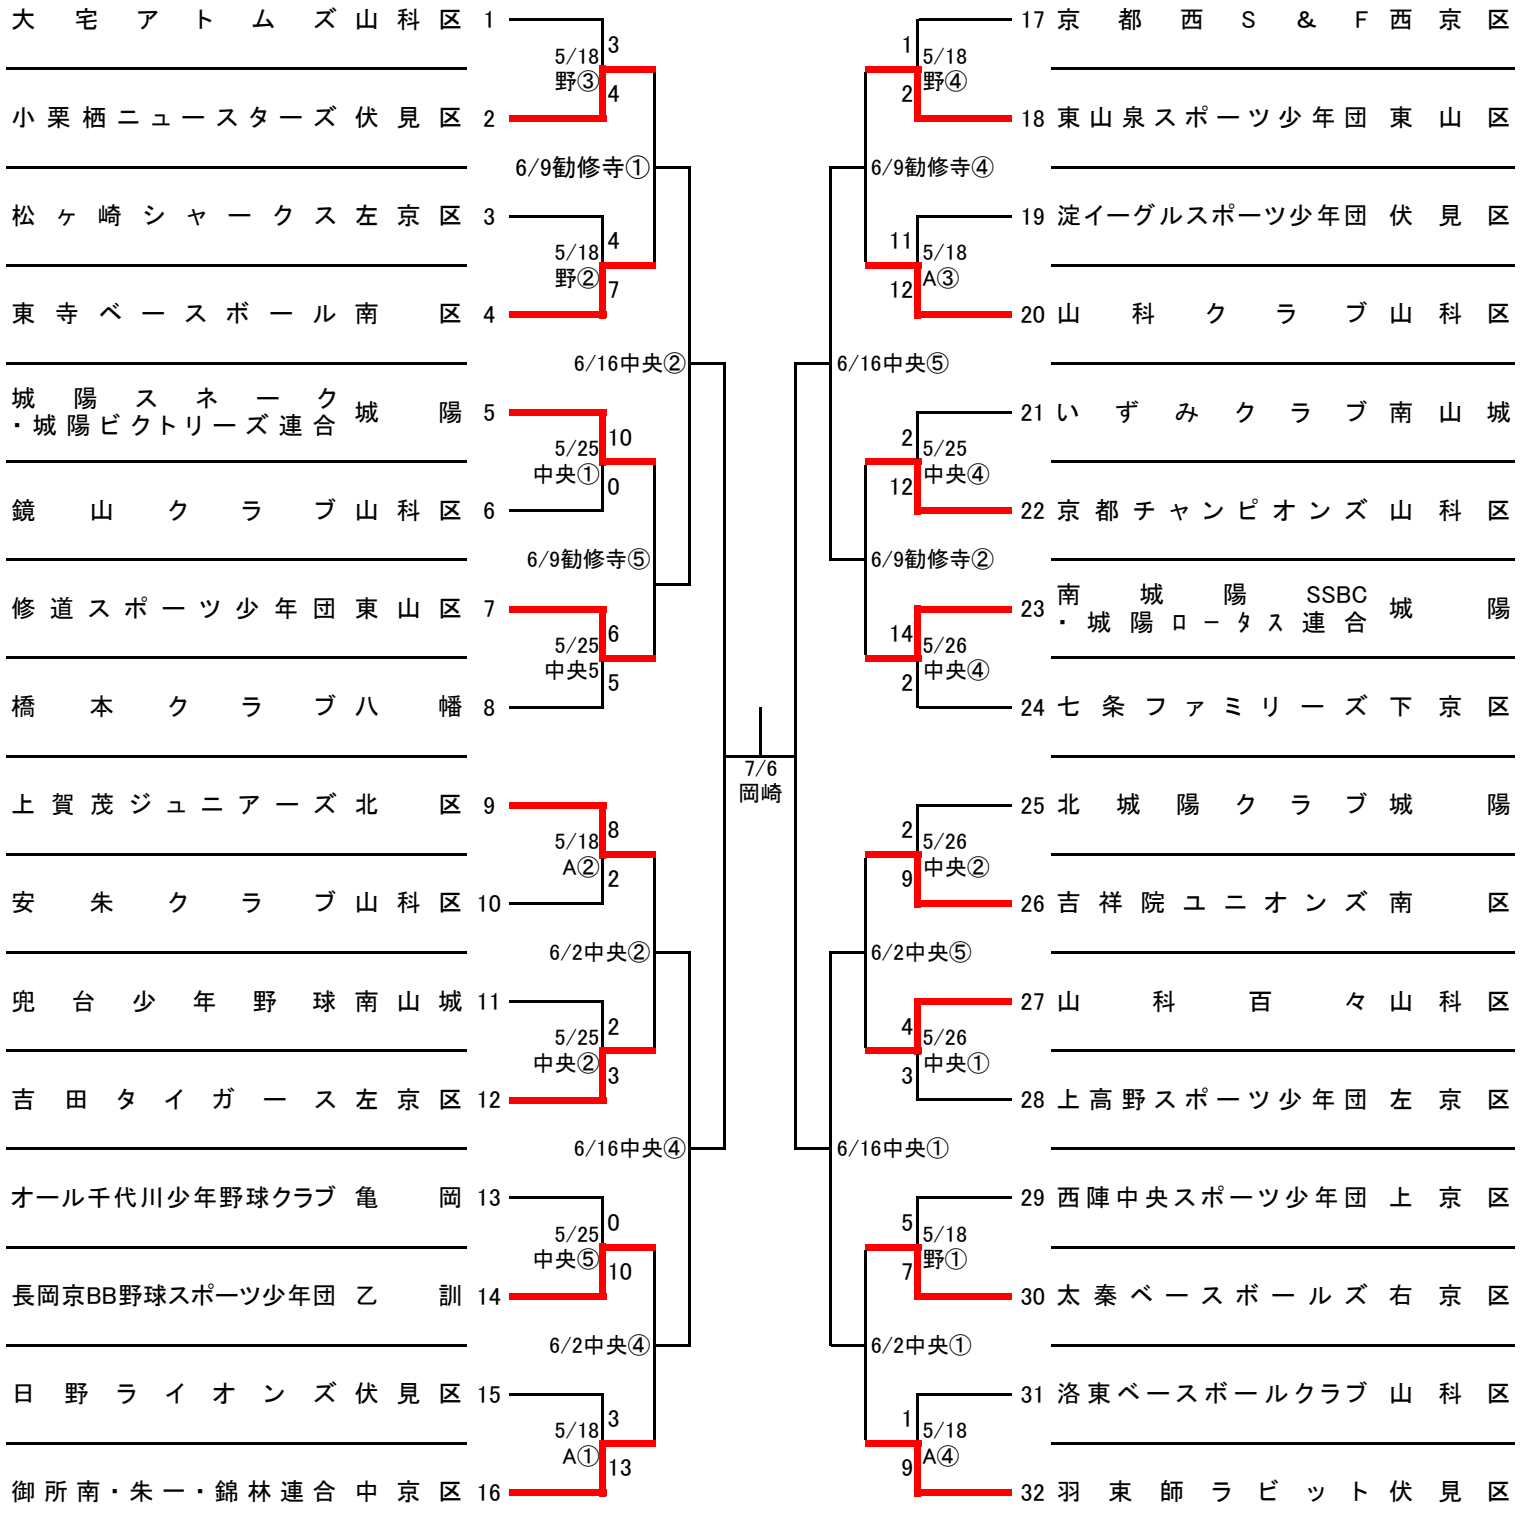 大宅アトムズ 山科区 1
3
5/18
野③
4
小栗栖ニュースターズ 伏見区 2
6/9勧修寺①
松ヶ崎シャークス 左京区 3
4
5/18
野②
7
東寺ベースボール 南区 4
6/16中央②
城陽スネーク
・城陽ビクトリーズ連合 城陽 5
10
5/25
中央①
0
鏡山クラブ 山科区 6
6/9勧修寺⑤
修道スポーツ少年団 東山区 7
6
5/25
中央5
5
橋本クラブ 八幡 8
上賀茂ジュニアーズ 北区 9
8
5/18
A②
2
安朱クラブ 山科区 10
6/2中央②
兜台少年野球 南山城 11
2
5/25
中央②
3
吉田タイガース 左京区 12
6/16中央④
オール千代川少年野球クラブ 亀岡 13
0
5/25
中央⑤
10
長岡京BB野球スポーツ少年団 乙訓 14
6/2中央④
日野ライオンズ 伏見区 15
3
5/18
A①
13
御所南・朱一・錦林連合 中京区 16
7/6
岡崎
17 京都西S&F 西京区
1
5/18
野④
2
18 東山泉スポーツ少年団 東山区
6/9勧修寺④
19 淀イーグルスポーツ少年団 伏見区
11
5/18
A③
12
20 山科クラブ 山科区
6/16中央⑤
21 いずみクラブ 南山城
2
5/25
中央④
12
22 京都チャンピオンズ 山科区
6/9勧修寺②
23 南城陽SSBC
・城陽ロータス連合 城陽
14
5/26
中央④
2
24 七条ファミリーズ 下京区
25 北城陽クラブ 城陽
2
5/26
中央②
9
26 吉祥院ユニオンズ 南区
6/2中央⑤
27 山科百々 山科区
4
5/26
中央①
3
28 上高野スポーツ少年団 左京区
6/16中央①
29 西陣中央スポーツ少年団 上京区
5
5/18
野①
7
30 太秦ベースボールズ 右京区
6/2中央①
31 洛東ベースボールクラブ 山科区
1
5/18
A④
9
32 羽束師ラビット 伏見区